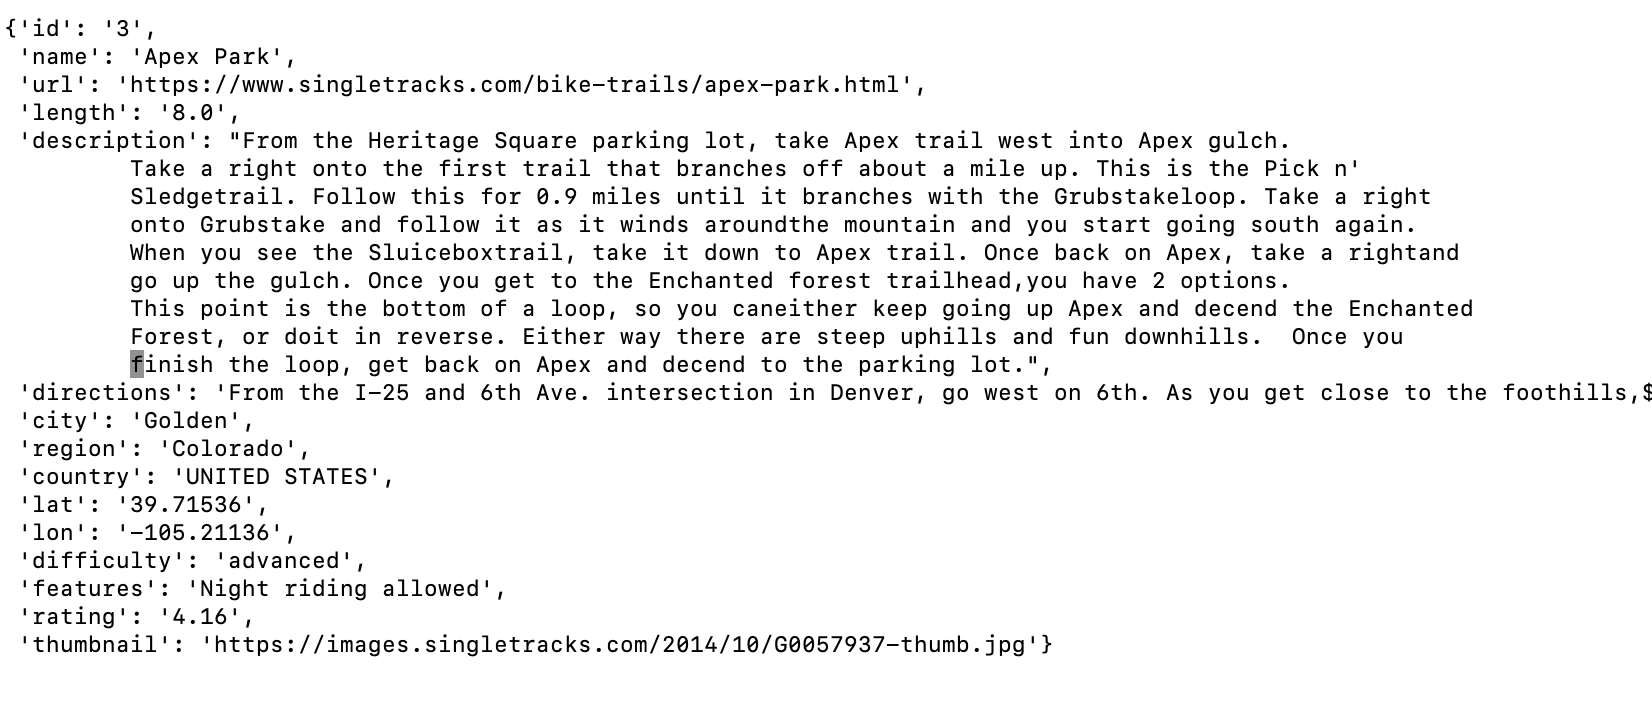 {'id': '3',
'name': 'Apex Park',
'url': 'https://www.singletracks.com/bike-trails/apex-park.html',
'length': '8.0',
'description': "From the Heritage Square parking lot, take Apex trail west into Apex gulch.
Take a right onto the first trail that branches off about a mile up. This is the Pick n'
Sledgetrail. Follow this for 0.9 miles until it branches with the Grubstakeloop. Take a right
onto Grubstake and follow it as it winds aroundthe mountain and you start going south again.
When you see the Sluiceboxtrail, take it down to Apex trail. Once back on Apex, take a rightand
go up the gulch. Once you get to the Enchanted forest trailhead,you have 2 options.
This point is the bottom of a loop, so you caneither keep going up Apex and decend the Enchanted
Forest, or doit in reverse. Either way there are steep uphills and fun downhills.  Once you
finish the loop, get back on Apex and decend to the parking lot.",
'directions': 'From the I-25 and 6th Ave. intersection in Denver, go west on 6th. As you get close to the foothills,$
'city': 'Golden',
'region': 'Colorado',
'country': 'UNITED STATES',
'lat': '39.71536',
'lon': '-105.21136',
'difficulty': 'advanced',
'features': 'Night riding allowed',
'rating': '4.16',
'thumbnail': 'https://images.singletracks.com/2014/10/G0057937-thumb.jpg'}